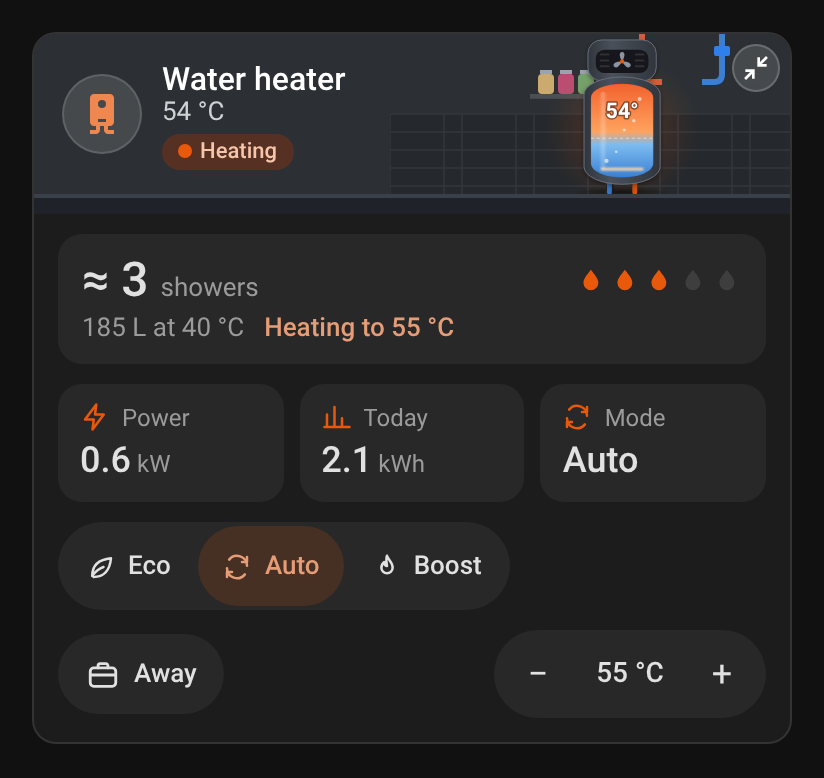 Water heater
54 °C
Heating
54°
≈ 3 showers
185 L at 40 °C Heating to 55 °C
Power
0.6 kW
Today
2.1 kWh
Mode
Auto
Eco Auto Boost
Away
− 55 °C +